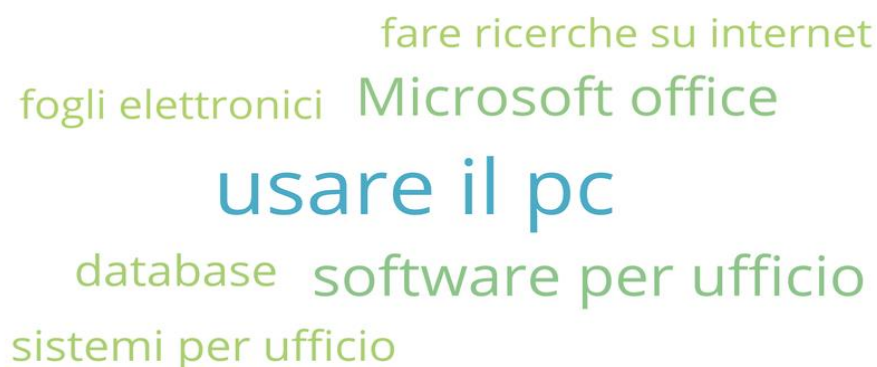 fare ricerche su internet
fogli elettronici Microsoft office
usare il pc
database software per ufficio
sistemi per ufficio